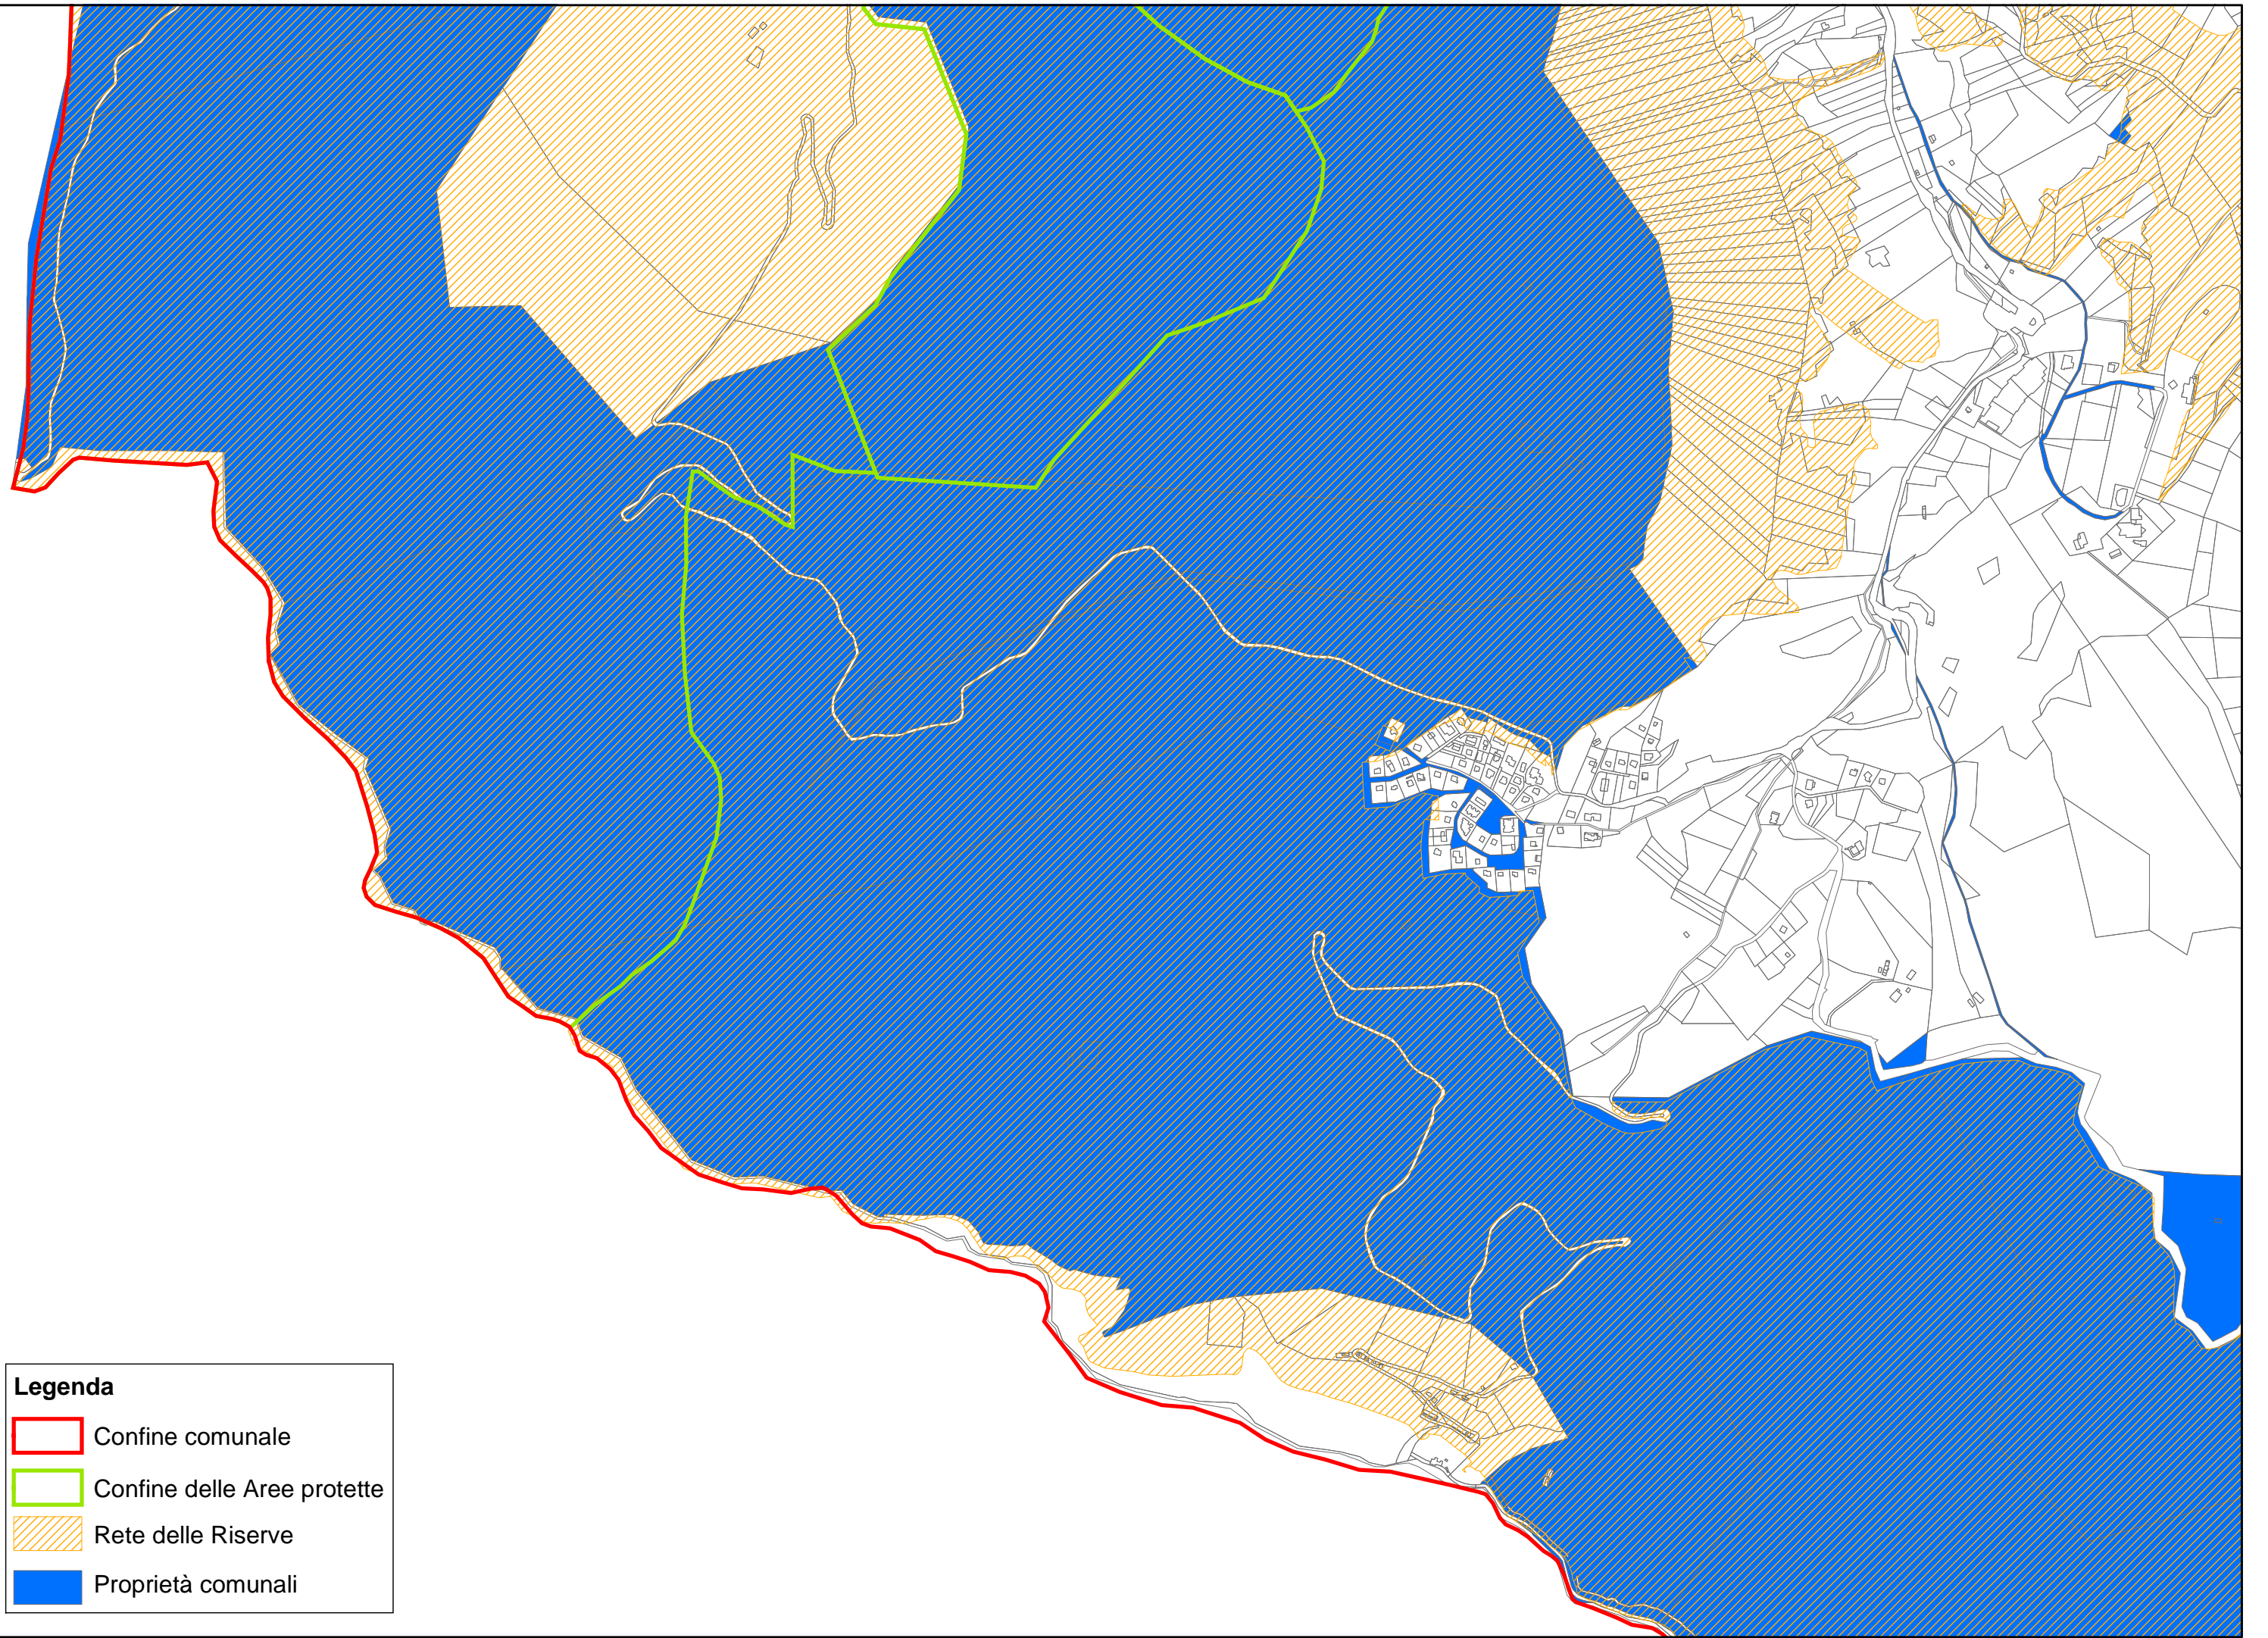 Legenda
Confine comunale
Confine delle Aree protette
Rete delle Riserve
Proprietà comunali